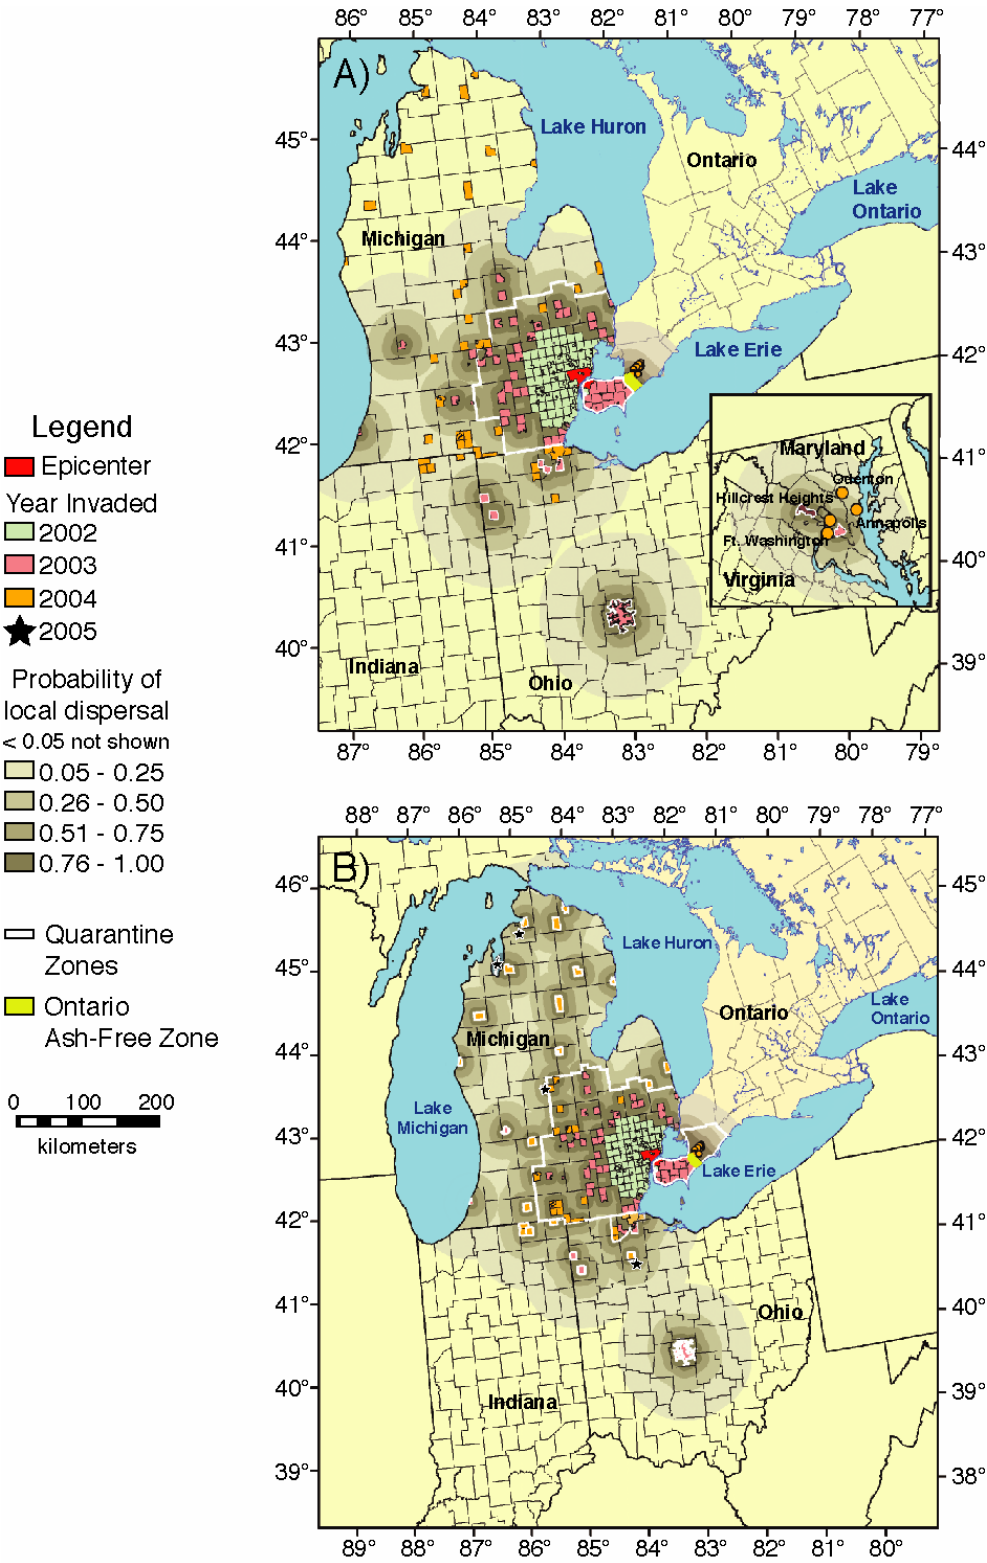 86° 85° 84° 83° 82° 81° 80° 79° 78° 77°
A)
Lake Huron
45°
44°
Ontario
Lake
Ontario
Michigan
44°
43°
43°
42°
Lake Erie
Legend
Epicenter
Year Invaded
2002
2003
2004
2005
42°
41°
Maryland
Hillcrest Heights
Annapolis
Ft. Washington
Virginia
41°
40°
40°
39°
Indiana
Ohio
87° 86° 85° 84° 83° 82° 81° 80° 79°
Probability of
local dispersal
< 0.05 not shown
0.05 - 0.25
0.26 - 0.50
0.51 - 0.75
0.76 - 1.00
Quarantine
Zones
Ontario
Ash-Free Zone
0 100 200
kilometers
88° 87° 86° 85° 84° 83° 82° 81° 80° 79° 78° 77°
B)
46°
45°
Lake Huron
45°
44°
Ontario
Lake
Ontario
Michigan
44°
43°
Lake
Michigan
43°
42°
Lake Erie
42°
41°
41°
40°
Ohio
40°
39°
Indiana
39°
38°
89° 88° 87° 86° 85° 84° 83° 82° 81° 80°